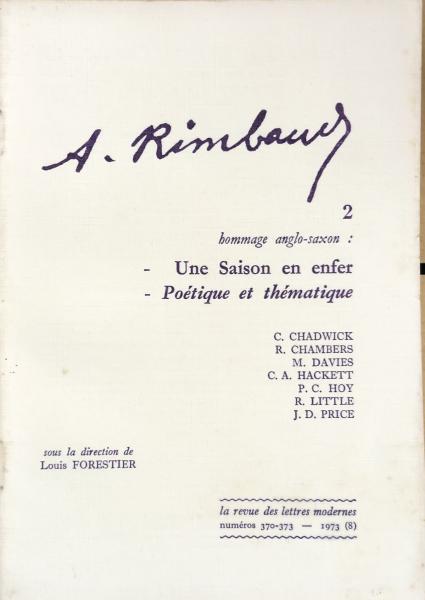 A. Rimbaud
2
hommage anglo-saxon :
- Une Saison en enfer
- Poétique et thématique
C. CHADWICK
R. CHAMBERS
M. DAVIES
C. A. HACKETT
P. C. HOY
R. LITTLE
J. D. PRICE
sous la direction de
Louis FORESTIER
la revue des lettres modernes
numéros 370-373 — 1973 (8)